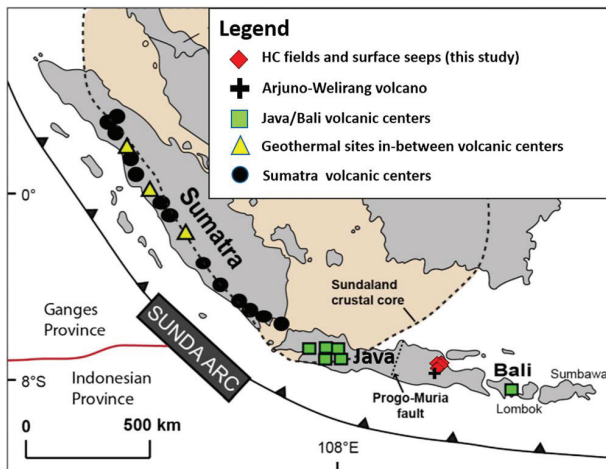 Legend
HC fields and surface seeps (this study)
Arjuno-Welirang volcano
Java/Bali volcanic centers
Geothermal sites in-between volcanic centers
Sumatra volcanic centers
0°
Sumatra
Sundaland
crustal core
Ganges
Province
SUNDA ARC
Java
Bali
Sumbawa
8°S
Indonesian
Province
Progo-Muria
fault
Lombok
0
500 km
108°E